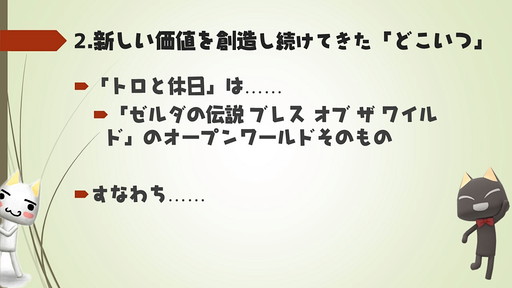 2.新しい価値を創造し続けてきた「どこいつ」
「トロと休日」は……
「ゼルダの伝説 ブレス オブ ザ ワイル
ド」のオープンワールドそのもの
すなわち……